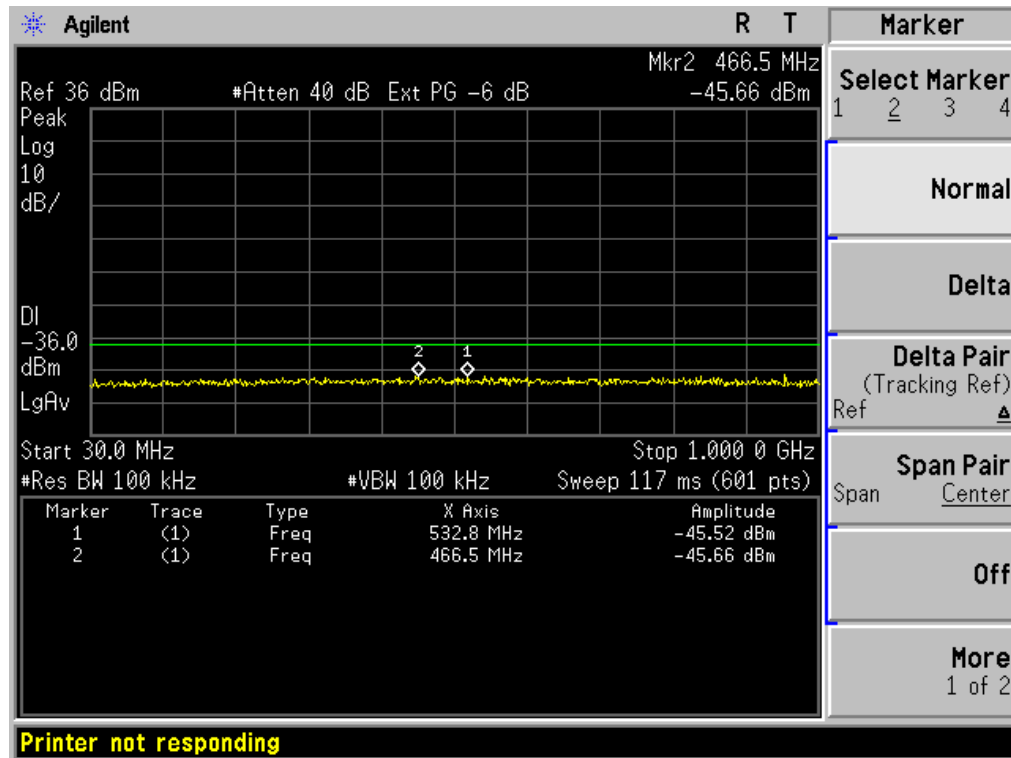 Agilent R T
Mkr2 466.5 MHz
Ref 36 dBm #Atten 40 dB Ext PG -6 dB -45.66 dBm
Peak
Log
10
dB/
DI
-36.0
dBm
LgAv
2 1
Start 30.0 MHz Stop 1.000 0 GHz
#Res BW 100 kHz #VBW 100 kHz Sweep 117 ms (601 pts)
Marker Trace Type X Axis Amplitude
1 (1) Freq 532.8 MHz -45.52 dBm
2 (1) Freq 466.5 MHz -45.66 dBm
Printer not responding
Marker
Select Marker
1 2 3 4
Normal
Delta
Delta Pair
(Tracking Ref)
Ref Δ
Span Pair
Span Center
Off
More
1 of 2